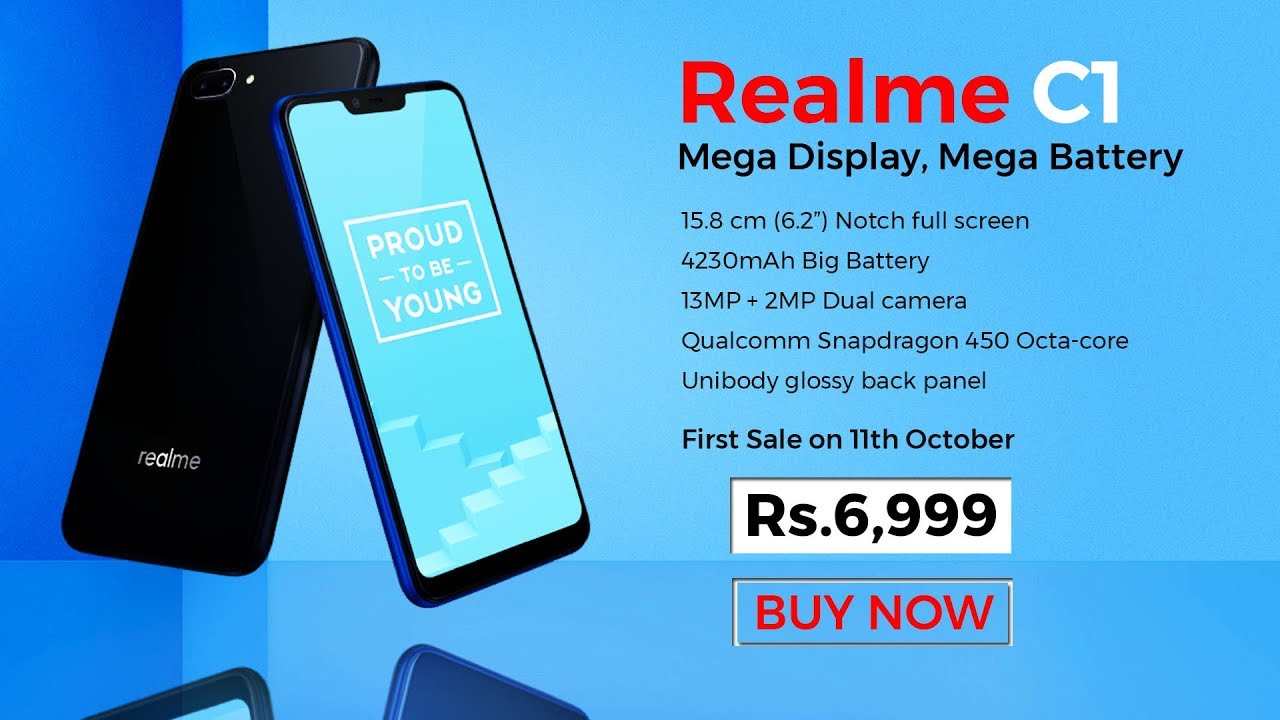 Realme C1
Mega Display, Mega Battery
15.8 cm (6.2”) Notch full screen
4230mAh Big Battery
13MP + 2MP Dual camera
Qualcomm Snapdragon 450 Octa-core
Unibody glossy back panel
First Sale on 11th October
Rs.6,999
BUY NOW
PROUD
— TO BE —
YOUNG
realme